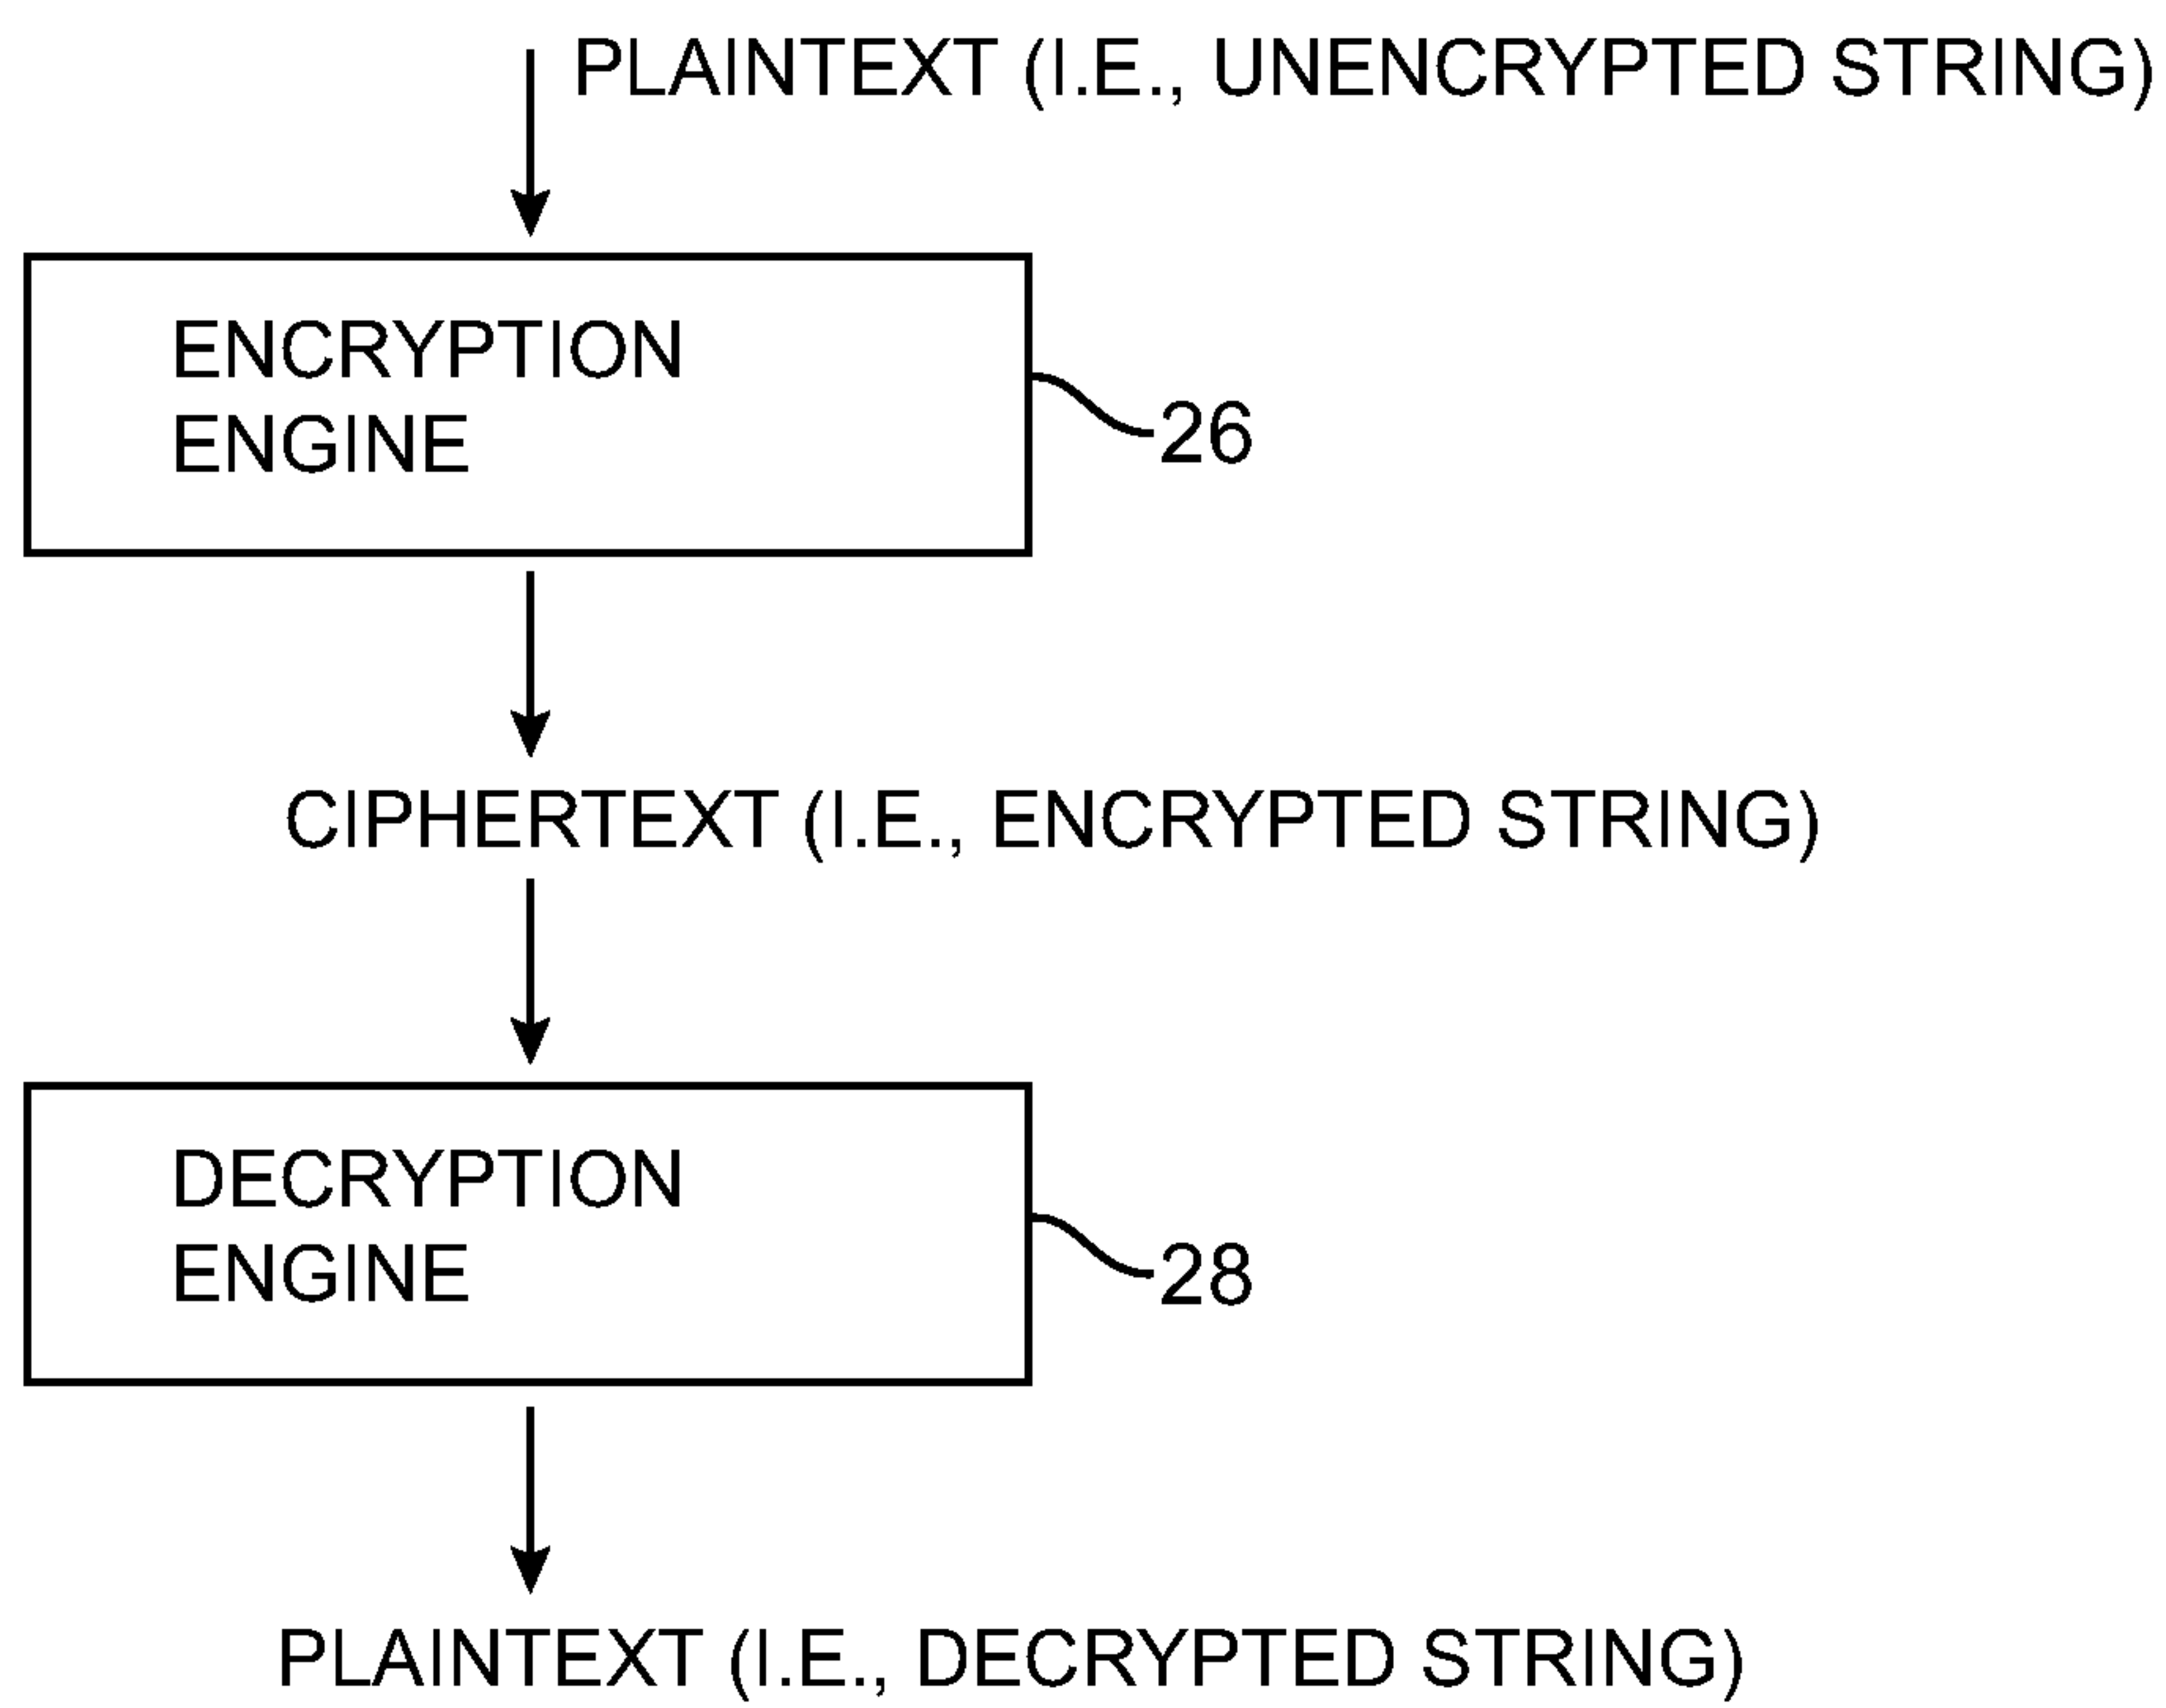 PLAINTEXT (I.E., UNENCRYPTED STRING)
ENCRYPTION
ENGINE
26
CIPHERTEXT (I.E., ENCRYPTED STRING)
DECRYPTION
ENGINE
28
PLAINTEXT (I.E., DECRYPTED STRING)